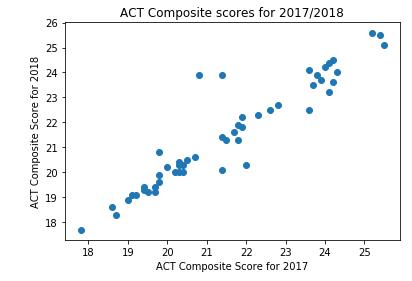 ACT Composite scores for 2017/2018
ACT Composite Score for 2018
26
25
24
23
22
21
20
19
18
18 19 20 21 22 23 24 25
ACT Composite Score for 2017